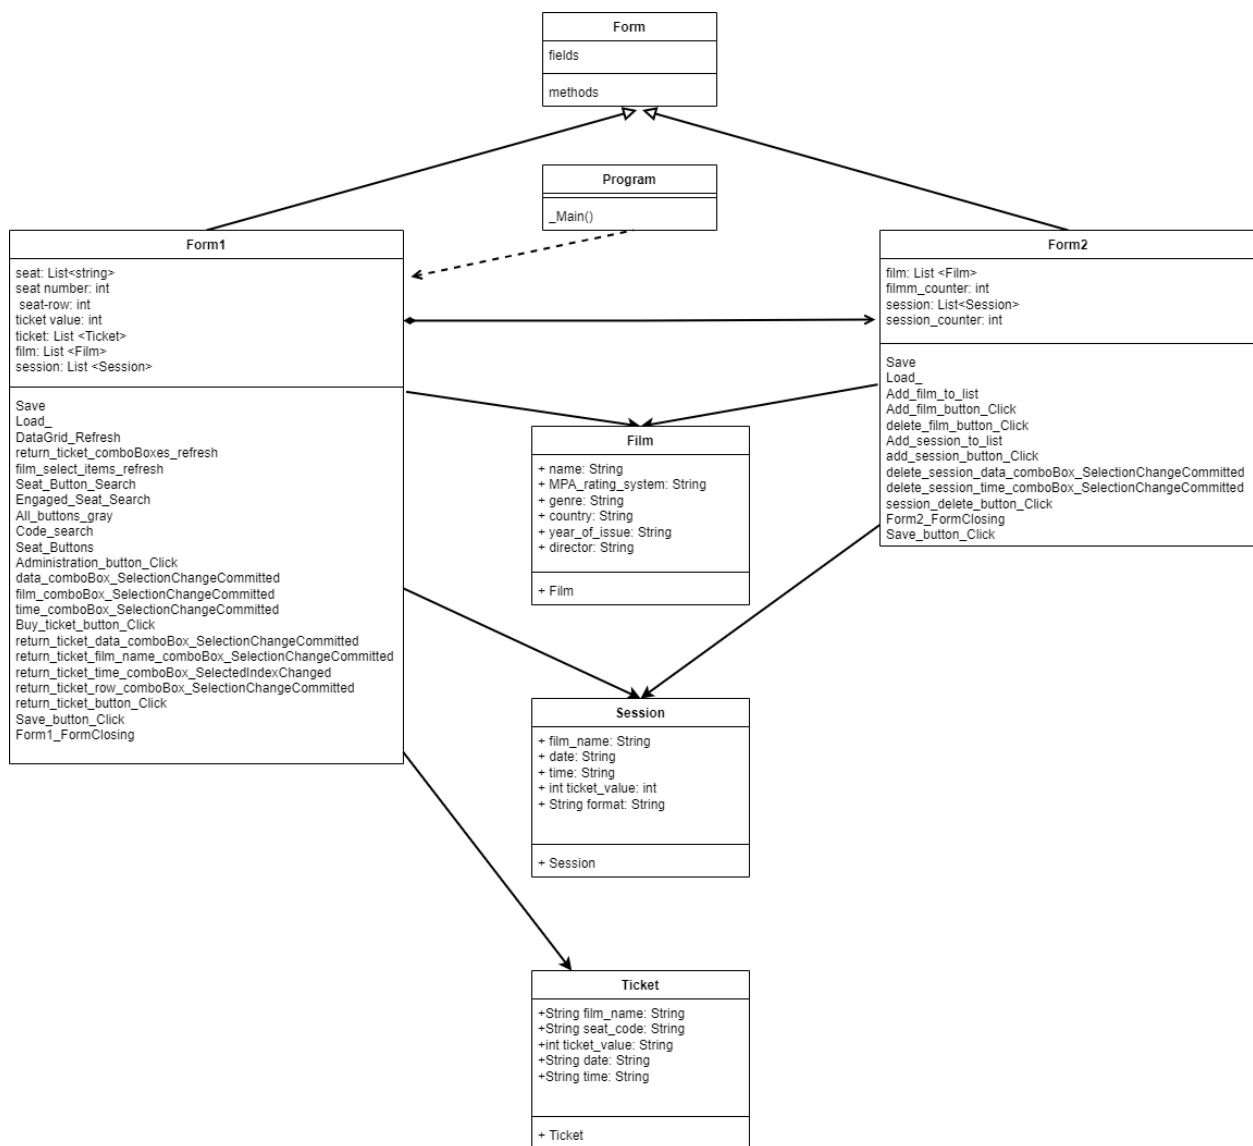 Form
fields
methods
Program
_Main()
Form1
seat: List<string>
seat number: int
seat-row: int
ticket value: int
ticket: List <Ticket>
film: List <Film>
session: List <Session>
Save
Load_
DataGrid_Refresh
return_ticket_comboBoxes_refresh
film_select_items_refresh
Seat_Button_Search
Engaged_Seat_Search
All_buttons_gray
Code_search
Seat_Buttons
Administration_button_Click
data_comboBox_SelectionChangeCommitted
film_comboBox_SelectionChangeCommitted
time_comboBox_SelectionChangeCommitted
Buy_ticket_button_Click
return_ticket_data_comboBox_SelectionChangeCommitted
return_ticket_film_name_comboBox_SelectionChangeCommitted
return_ticket_time_comboBox_SelectedIndexChanged
return_ticket_row_comboBox_SelectionChangeCommitted
return_ticket_button_Click
Save_button_Click
Form1_FormClosing
Form2
film: List <Film>
filmm_counter: int
session: List<Session>
session_counter: int
Save
Load_
Add_film_to_list
Add_film_button_Click
delete_film_button_Click
Add_session_to_list
add_session_button_Click
delete_session_data_comboBox_SelectionChangeCommitted
delete_session_time_comboBox_SelectionChangeCommitted
session_delete_button_Click
Form2_FormClosing
Save_button_Click
Film
+ name: String
+ MPA_rating_system: String
+ genre: String
+ country: String
+ year_of_issue: String
+ director: String
+ Film
Session
+ film_name: String
+ date: String
+ time: String
+ int ticket_value: int
+ String format: String
+ Session
Ticket
+String film_name: String
+String seat_code: String
+int ticket_value: String
+String date: String
+String time: String
+ Ticket